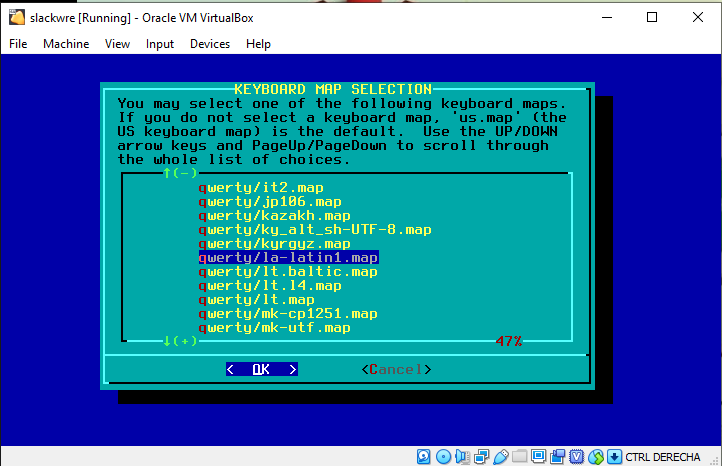 slackwre [Running] - Oracle VM VirtualBox
File Machine View Input Devices Help
KEYBOARD MAP SELECTION
You may select one of the following keyboard maps.
If you do not select a keyboard map, 'us.map' (the
US keyboard map) is the default. Use the UP/DOWN
arrow keys and PageUp/PageDown to scroll through
the whole list of choices.
↑(-)
qwerty/it2.map
qwerty/jp106.map
qwerty/kazakh.map
qwerty/ky_alt_sh-UTF-8.map
qwerty/kyrgyz.map
qwerty/la-latin1.map
qwerty/lt.baltic.map
qwerty/lt.l4.map
qwerty/lt.map
qwerty/mk-cp1251.map
qwerty/mk-utf.map
↓(+) 47%
< OK > <Cancel>
CTRL DERECHA